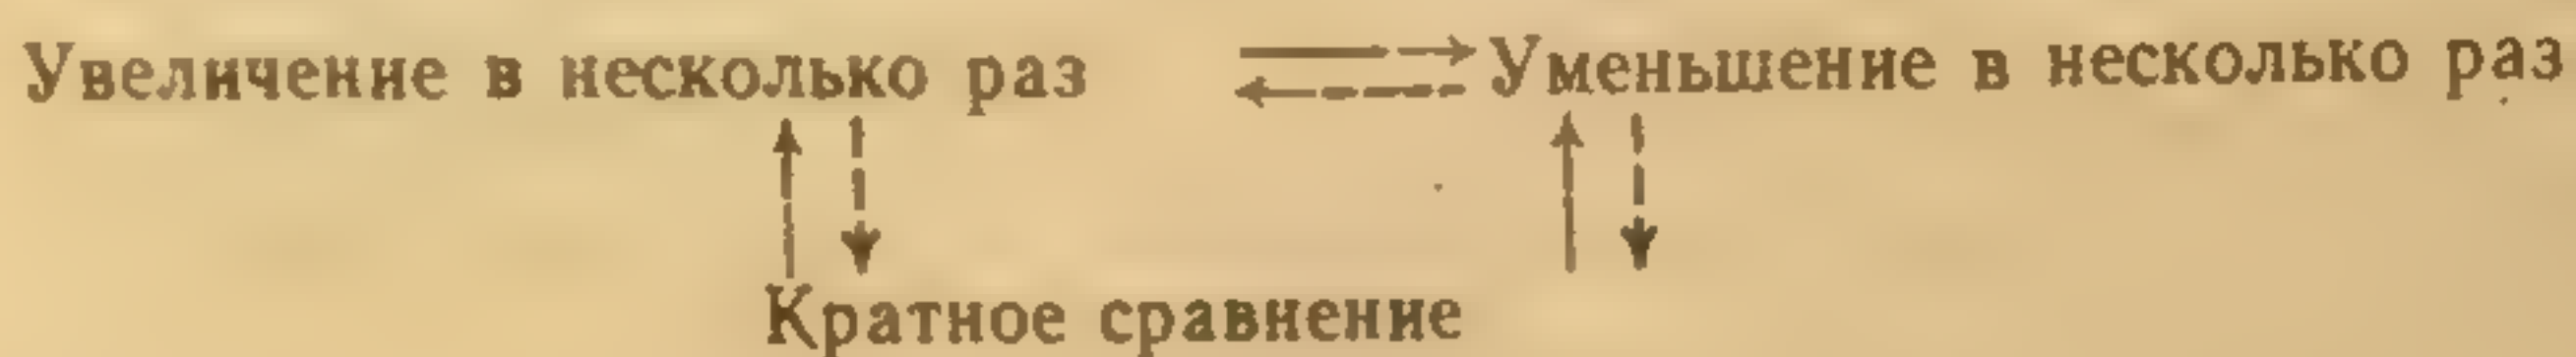 Увеличение в несколько раз Уменьшение в несколько раз
Кратное сравнение